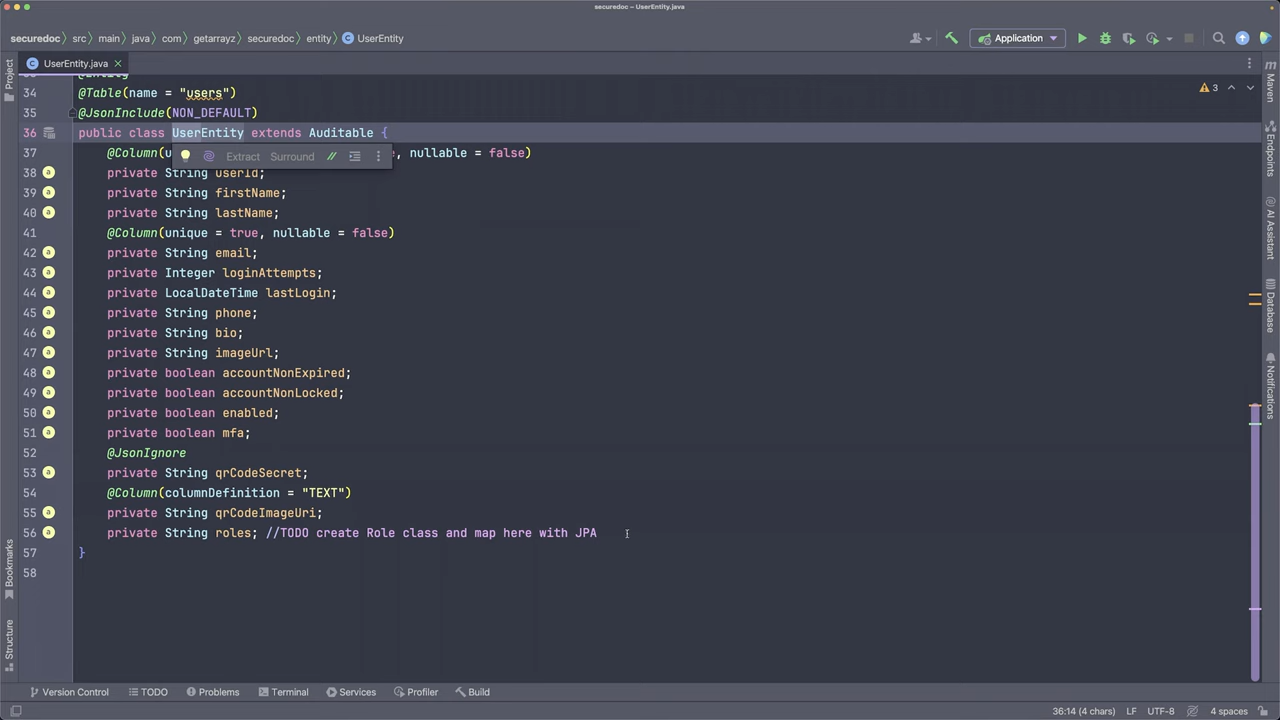 securedoc – UserEntity.java
securedoc src main java com getarrayz securedoc entity UserEntity
Application
UserEntity.java
Project
Maven
Endpoints
AI Assistant
Database
Notifications
Bookmarks
Structure
3
34 @Table(name = "users")
35 @JsonInclude(NON_DEFAULT)
36 public class UserEntity extends Auditable {
37 @Column(u , nullable = false)
Extract Surround
38 private String userId;
39 private String firstName;
40 private String lastName;
41 @Column(unique = true, nullable = false)
42 private String email;
43 private Integer loginAttempts;
44 private LocalDateTime lastLogin;
45 private String phone;
46 private String bio;
47 private String imageUrl;
48 private boolean accountNonExpired;
49 private boolean accountNonLocked;
50 private boolean enabled;
51 private boolean mfa;
52 @JsonIgnore
53 private String qrCodeSecret;
54 @Column(columnDefinition = "TEXT")
55 private String qrCodeImageUri;
56 private String roles; //TODO create Role class and map here with JPA
57 }
58
Version Control TODO Problems Terminal Services Profiler Build
36:14 (4 chars) LF UTF-8 4 spaces